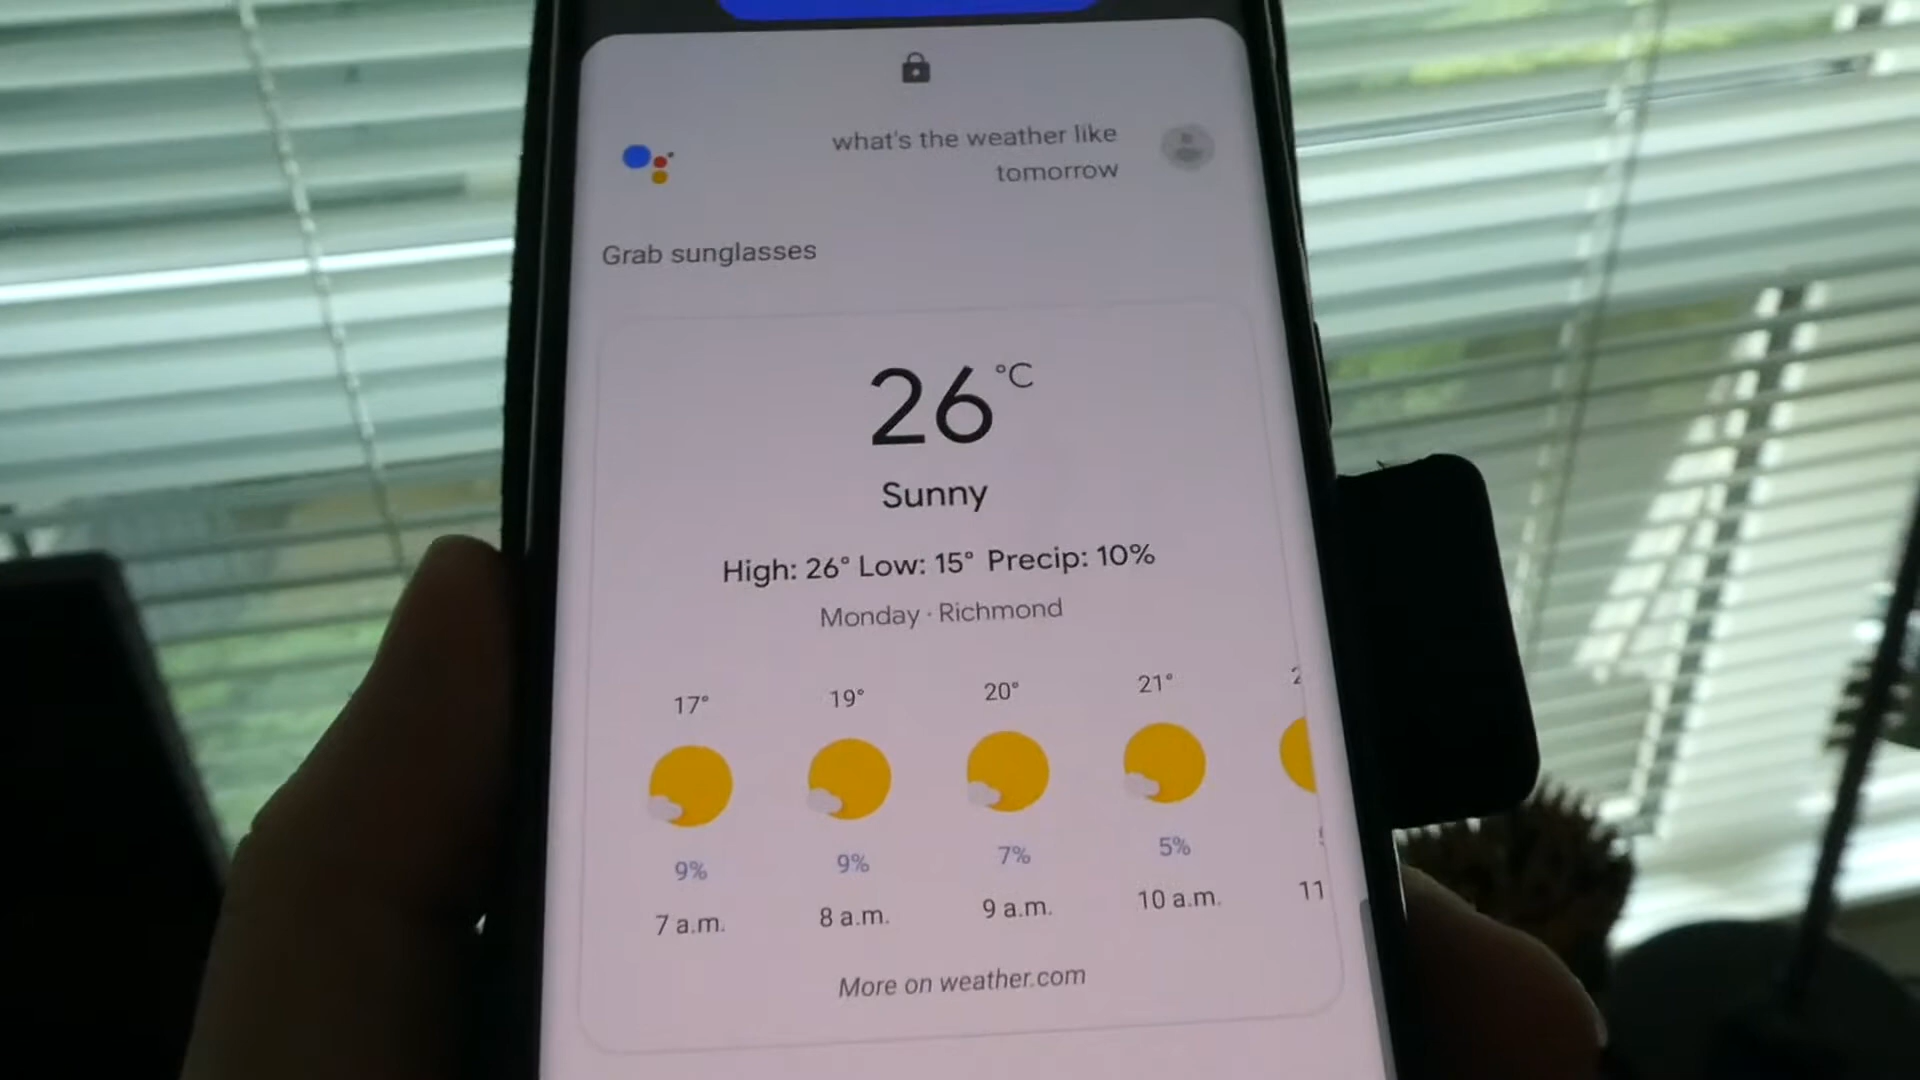 what's the weather like
tomorrow
Grab sunglasses
26 °C
Sunny
High: 26° Low: 15° Precip: 10%
Monday · Richmond
17° 19° 20° 21°
9% 9% 7% 5%
7 a.m. 8 a.m. 9 a.m. 10 a.m. 11
More on weather.com